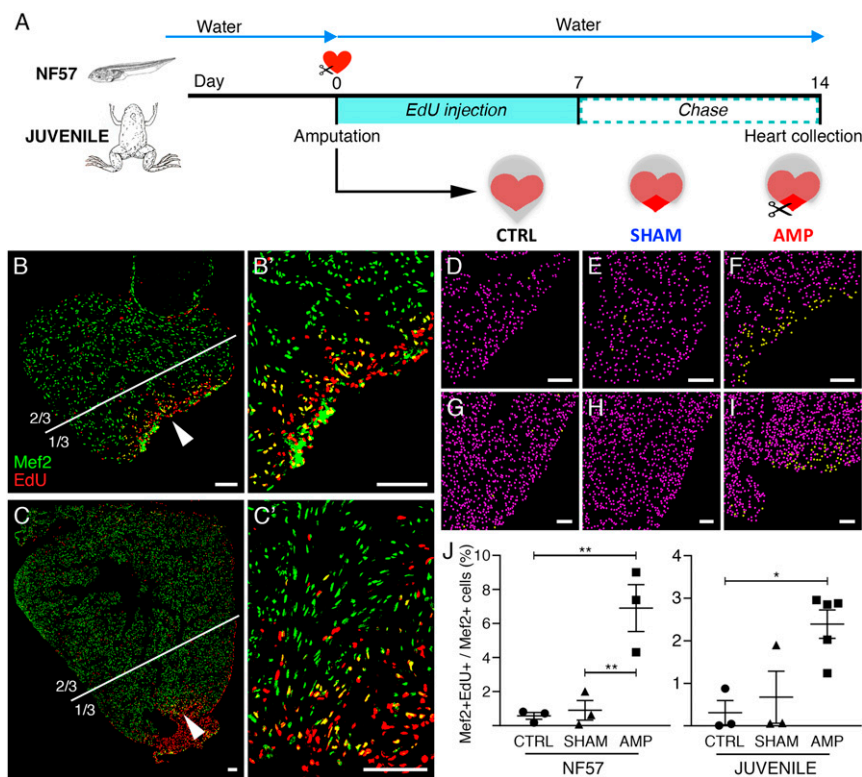 A
Water
Water
NF57
Day
0
7
14
EdU injection
Chase
JUVENILE
Amputation
Heart collection
CTRL
SHAM
AMP
B
2/3
1/3
Mef2
EdU
B'
D
E
F
C
2/3
1/3
C'
G
H
I
J
Mef2+EdU+ / Mef2+ cells (%)
10
8
6
4
2
**
**
CTRL SHAM AMP
NF57
4
3
2
1
0
*
CTRL SHAM AMP
JUVENILE